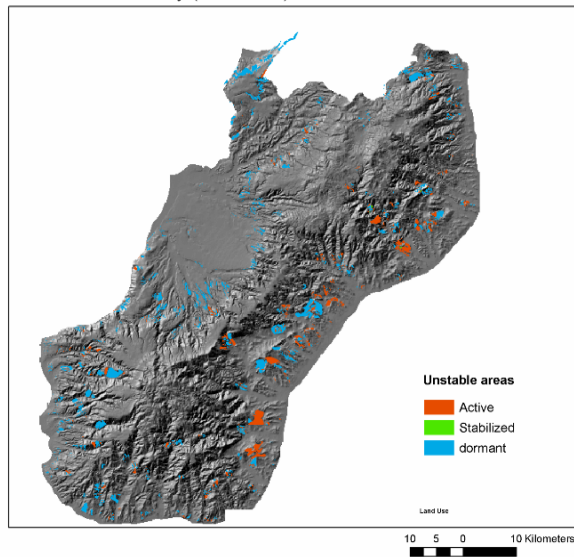 Unstable areas
Active
Stabilized
dormant
Land Use
10 5 0 10 Kilometers